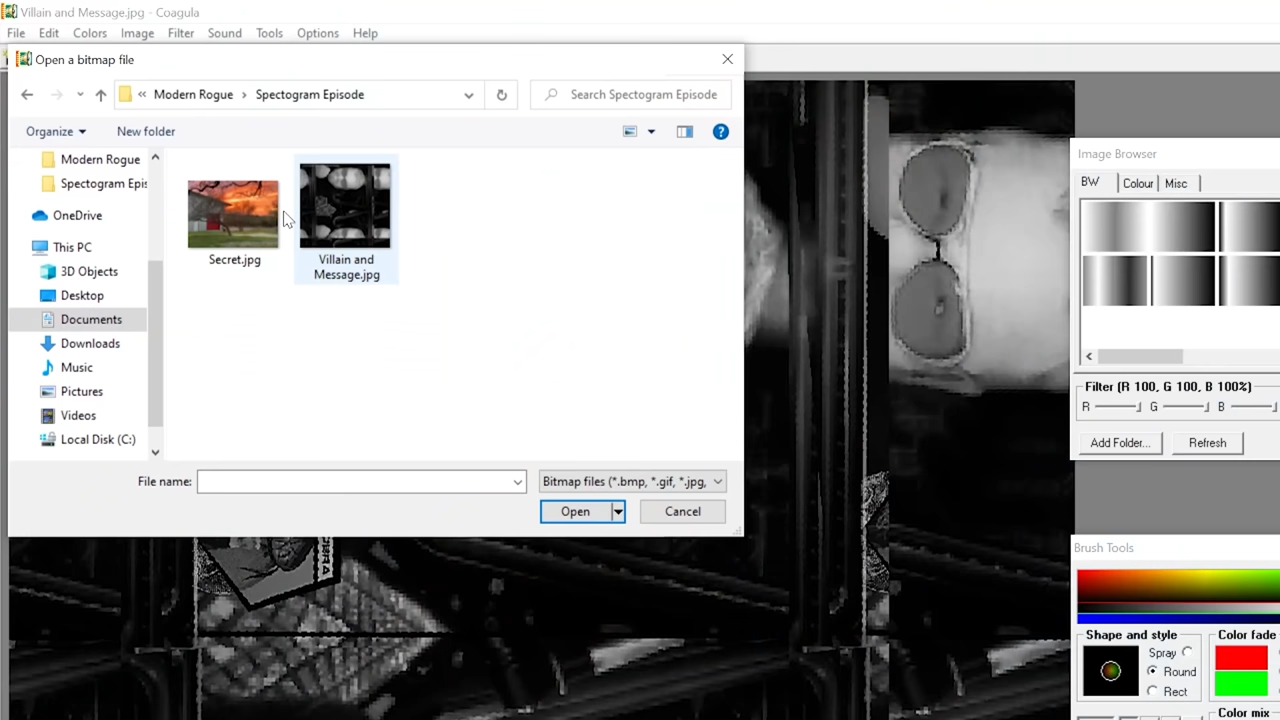 Villain and Message.jpg - Coagula
File Edit Colors Image Filter Sound Tools Options Help
Open a bitmap file
« Modern Rogue › Spectogram Episode
Search Spectogram Episode
Organize New folder
Modern Rogue
Spectogram Epis
OneDrive
This PC
3D Objects
Desktop
Documents
Downloads
Music
Pictures
Videos
Local Disk (C:)
Secret.jpg
Villain and
Message.jpg
File name:
Bitmap files (*.bmp, *.gif, *.jpg,
Open
Cancel
Image Browser
BW Colour Misc
Filter (R 100, G 100, B 100%)
R G B
Add Folder... Refresh
Brush Tools
Shape and style
Spray
Round
Rect
Color fade
Color mix